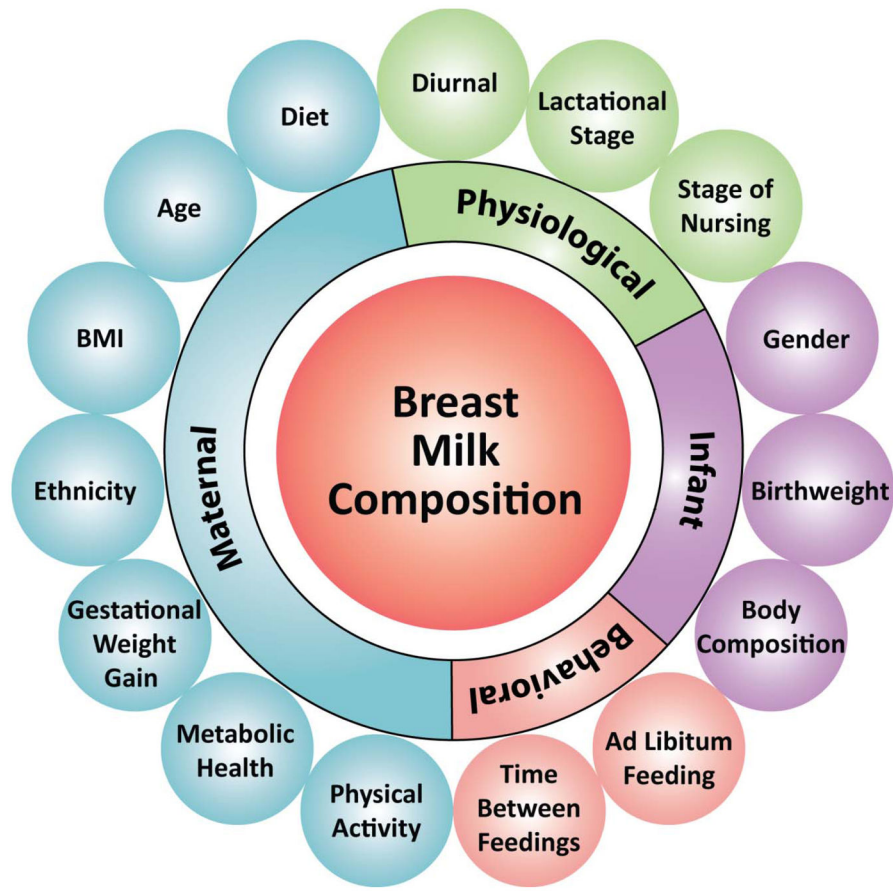 Breast
Milk
Composition
Physiological
Infant
Behavioral
Maternal
Diurnal
Lactational
Stage
Stage of
Nursing
Gender
Birthweight
Body
Composition
Ad Libitum
Feeding
Time
Between
Feedings
Physical
Activity
Metabolic
Health
Gestational
Weight
Gain
Ethnicity
BMI
Age
Diet